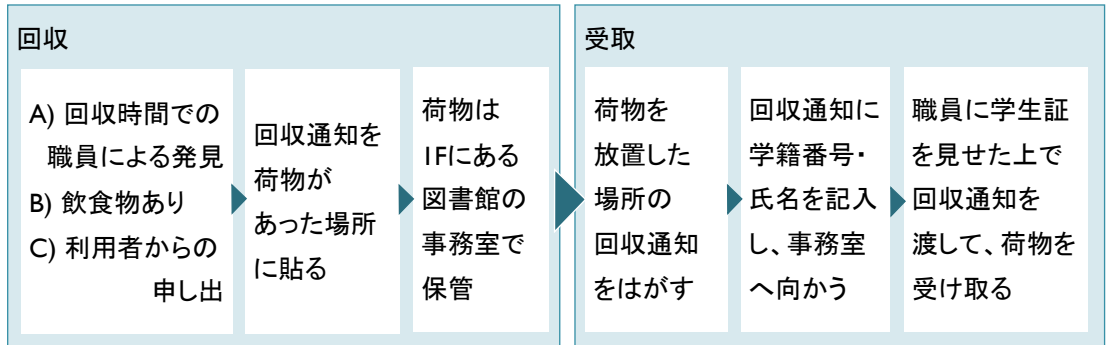 回収
A) 回収時間での
職員による発見
B) 飲食物あり
C) 利用者からの
申し出
回収通知を
荷物が
あった場所
に貼る
荷物は
1Fにある
図書館の
事務室で
保管
受取
荷物を
放置した
場所の
回収通知
をはがす
回収通知に
学籍番号・
氏名を記入
し、事務室
へ向かう
職員に学生証
を見せた上で
回収通知を
渡して、荷物を
受け取る